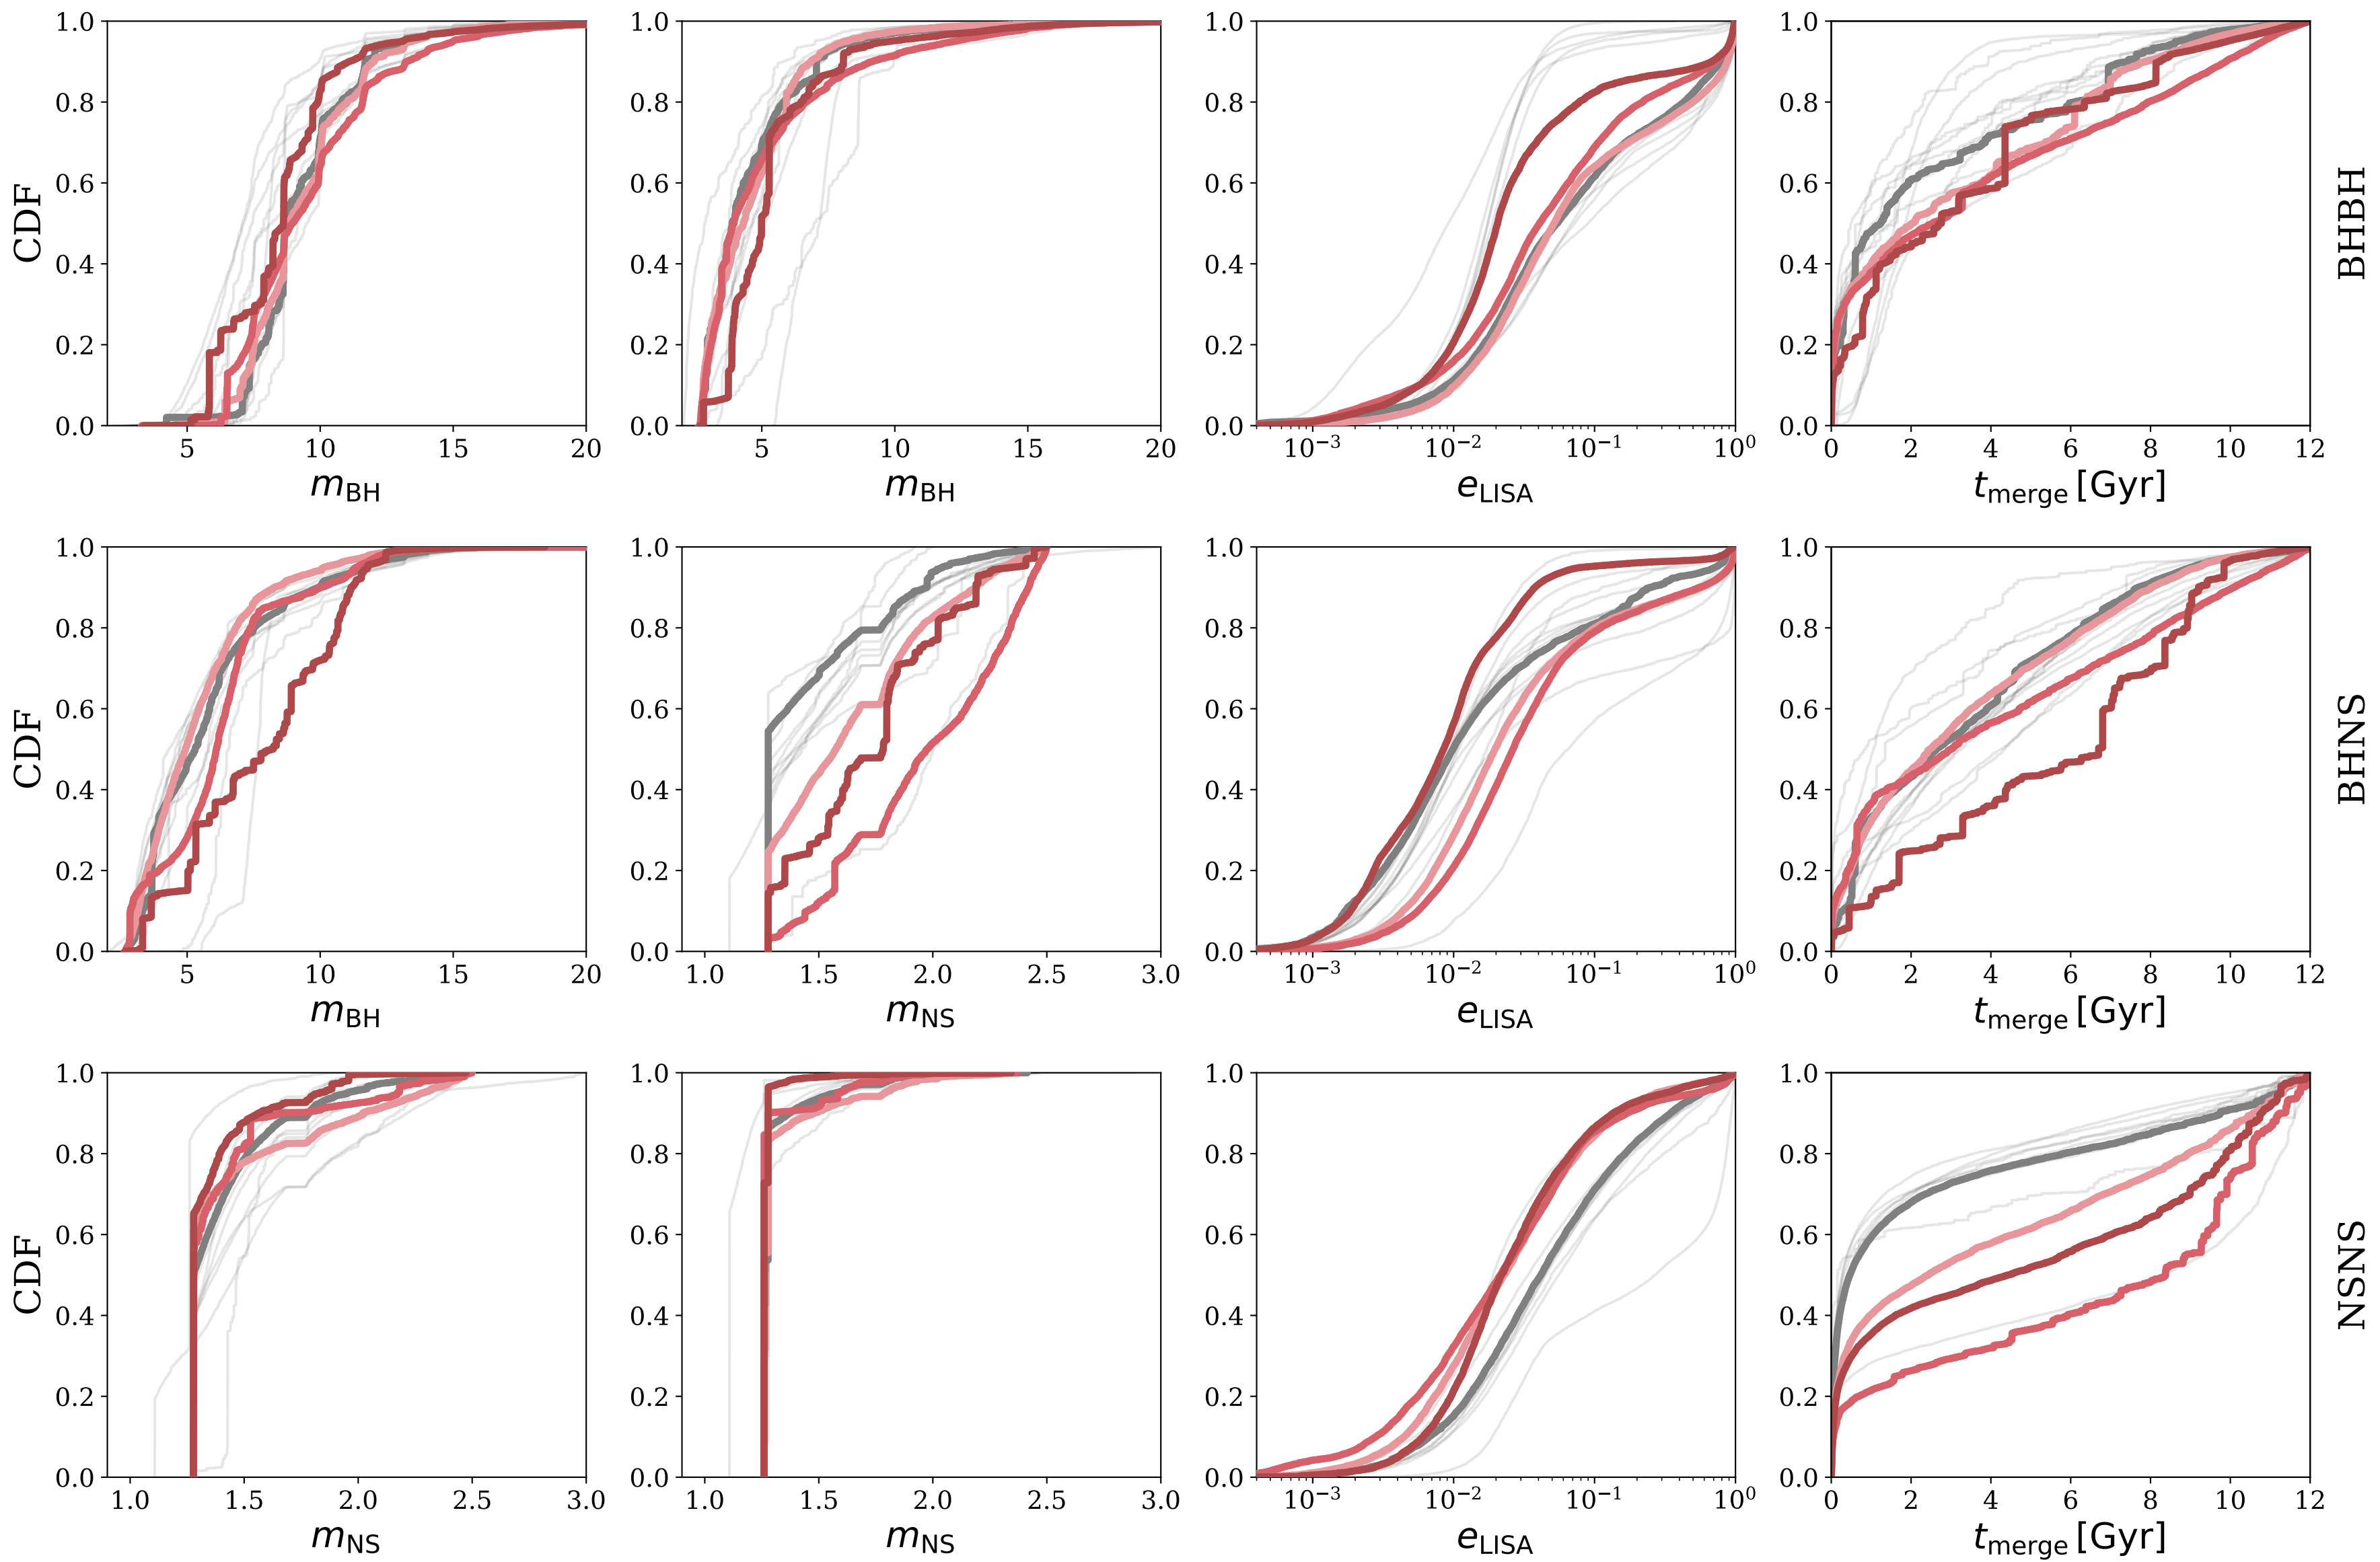 1.0 1.0 1.0 1.0
0.8 0.8 0.8 0.8
0.6 0.6 0.6 0.6
CDF BHBH
0.4 0.4 0.4 0.4
0.2 0.2 0.2 0.2
0.0 0.0 0.0 0.0
5 10 15 20 5 10 15 20 10⁻³ 10⁻² 10⁻¹ 10⁰ 0 2 4 6 8 10 12
m_BH m_BH e_LISA t_merge [Gyr]
1.0 1.0 1.0 1.0
0.8 0.8 0.8 0.8
0.6 0.6 0.6 0.6
CDF BHNS
0.4 0.4 0.4 0.4
0.2 0.2 0.2 0.2
0.0 0.0 0.0 0.0
5 10 15 20 1.0 1.5 2.0 2.5 3.0 10⁻³ 10⁻² 10⁻¹ 10⁰ 0 2 4 6 8 10 12
m_BH m_NS e_LISA t_merge [Gyr]
1.0 1.0 1.0 1.0
0.8 0.8 0.8 0.8
0.6 0.6 0.6 0.6
CDF NSNS
0.4 0.4 0.4 0.4
0.2 0.2 0.2 0.2
0.0 0.0 0.0 0.0
1.0 1.5 2.0 2.5 3.0 1.0 1.5 2.0 2.5 3.0 10⁻³ 10⁻² 10⁻¹ 10⁰ 0 2 4 6 8 10 12
m_NS m_NS e_LISA t_merge [Gyr]